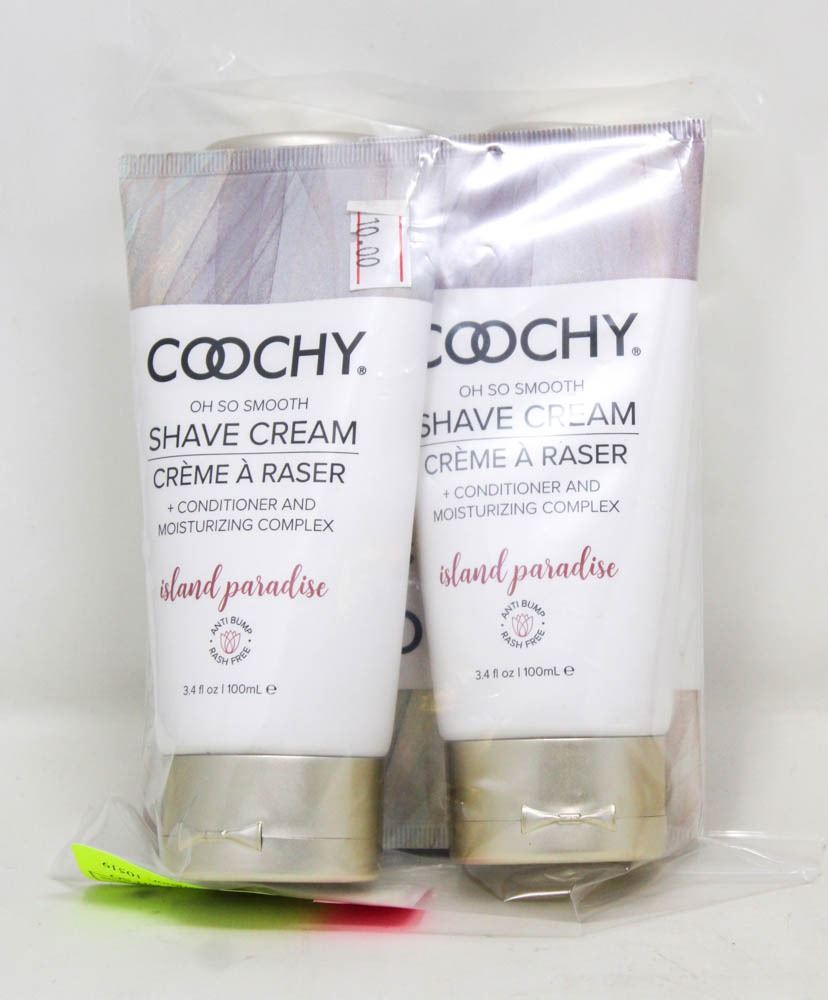 10.00
COOCHY®
OH SO SMOOTH
SHAVE CREAM
CRÈME À RASER
+ CONDITIONER AND
MOISTURIZING COMPLEX
island paradise
ANTI BUMP
RASH FREE
3.4 fl oz | 100mL ℮
COOCHY®
OH SO SMOOTH
SHAVE CREAM
CRÈME À RASER
+ CONDITIONER AND
MOISTURIZING COMPLEX
island paradise
ANTI BUMP
RASH FREE
3.4 fl oz | 100mL ℮